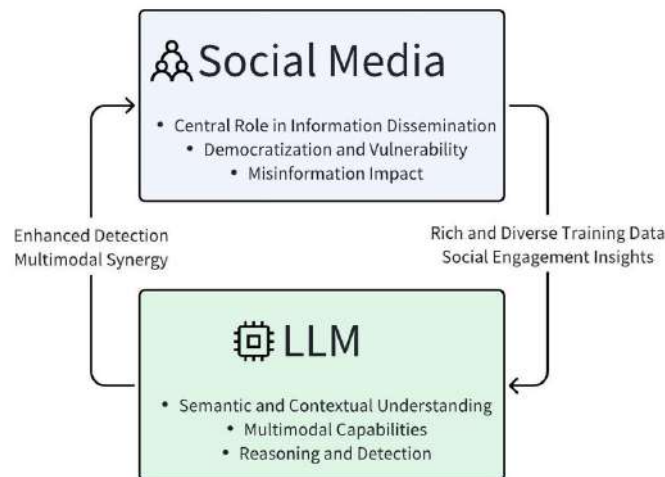 Social Media
• Central Role in Information Dissemination
• Democratization and Vulnerability
• Misinformation Impact
Enhanced Detection
Multimodal Synergy
Rich and Diverse Training Data
Social Engagement Insights
LLM
• Semantic and Contextual Understanding
• Multimodal Capabilities
• Reasoning and Detection